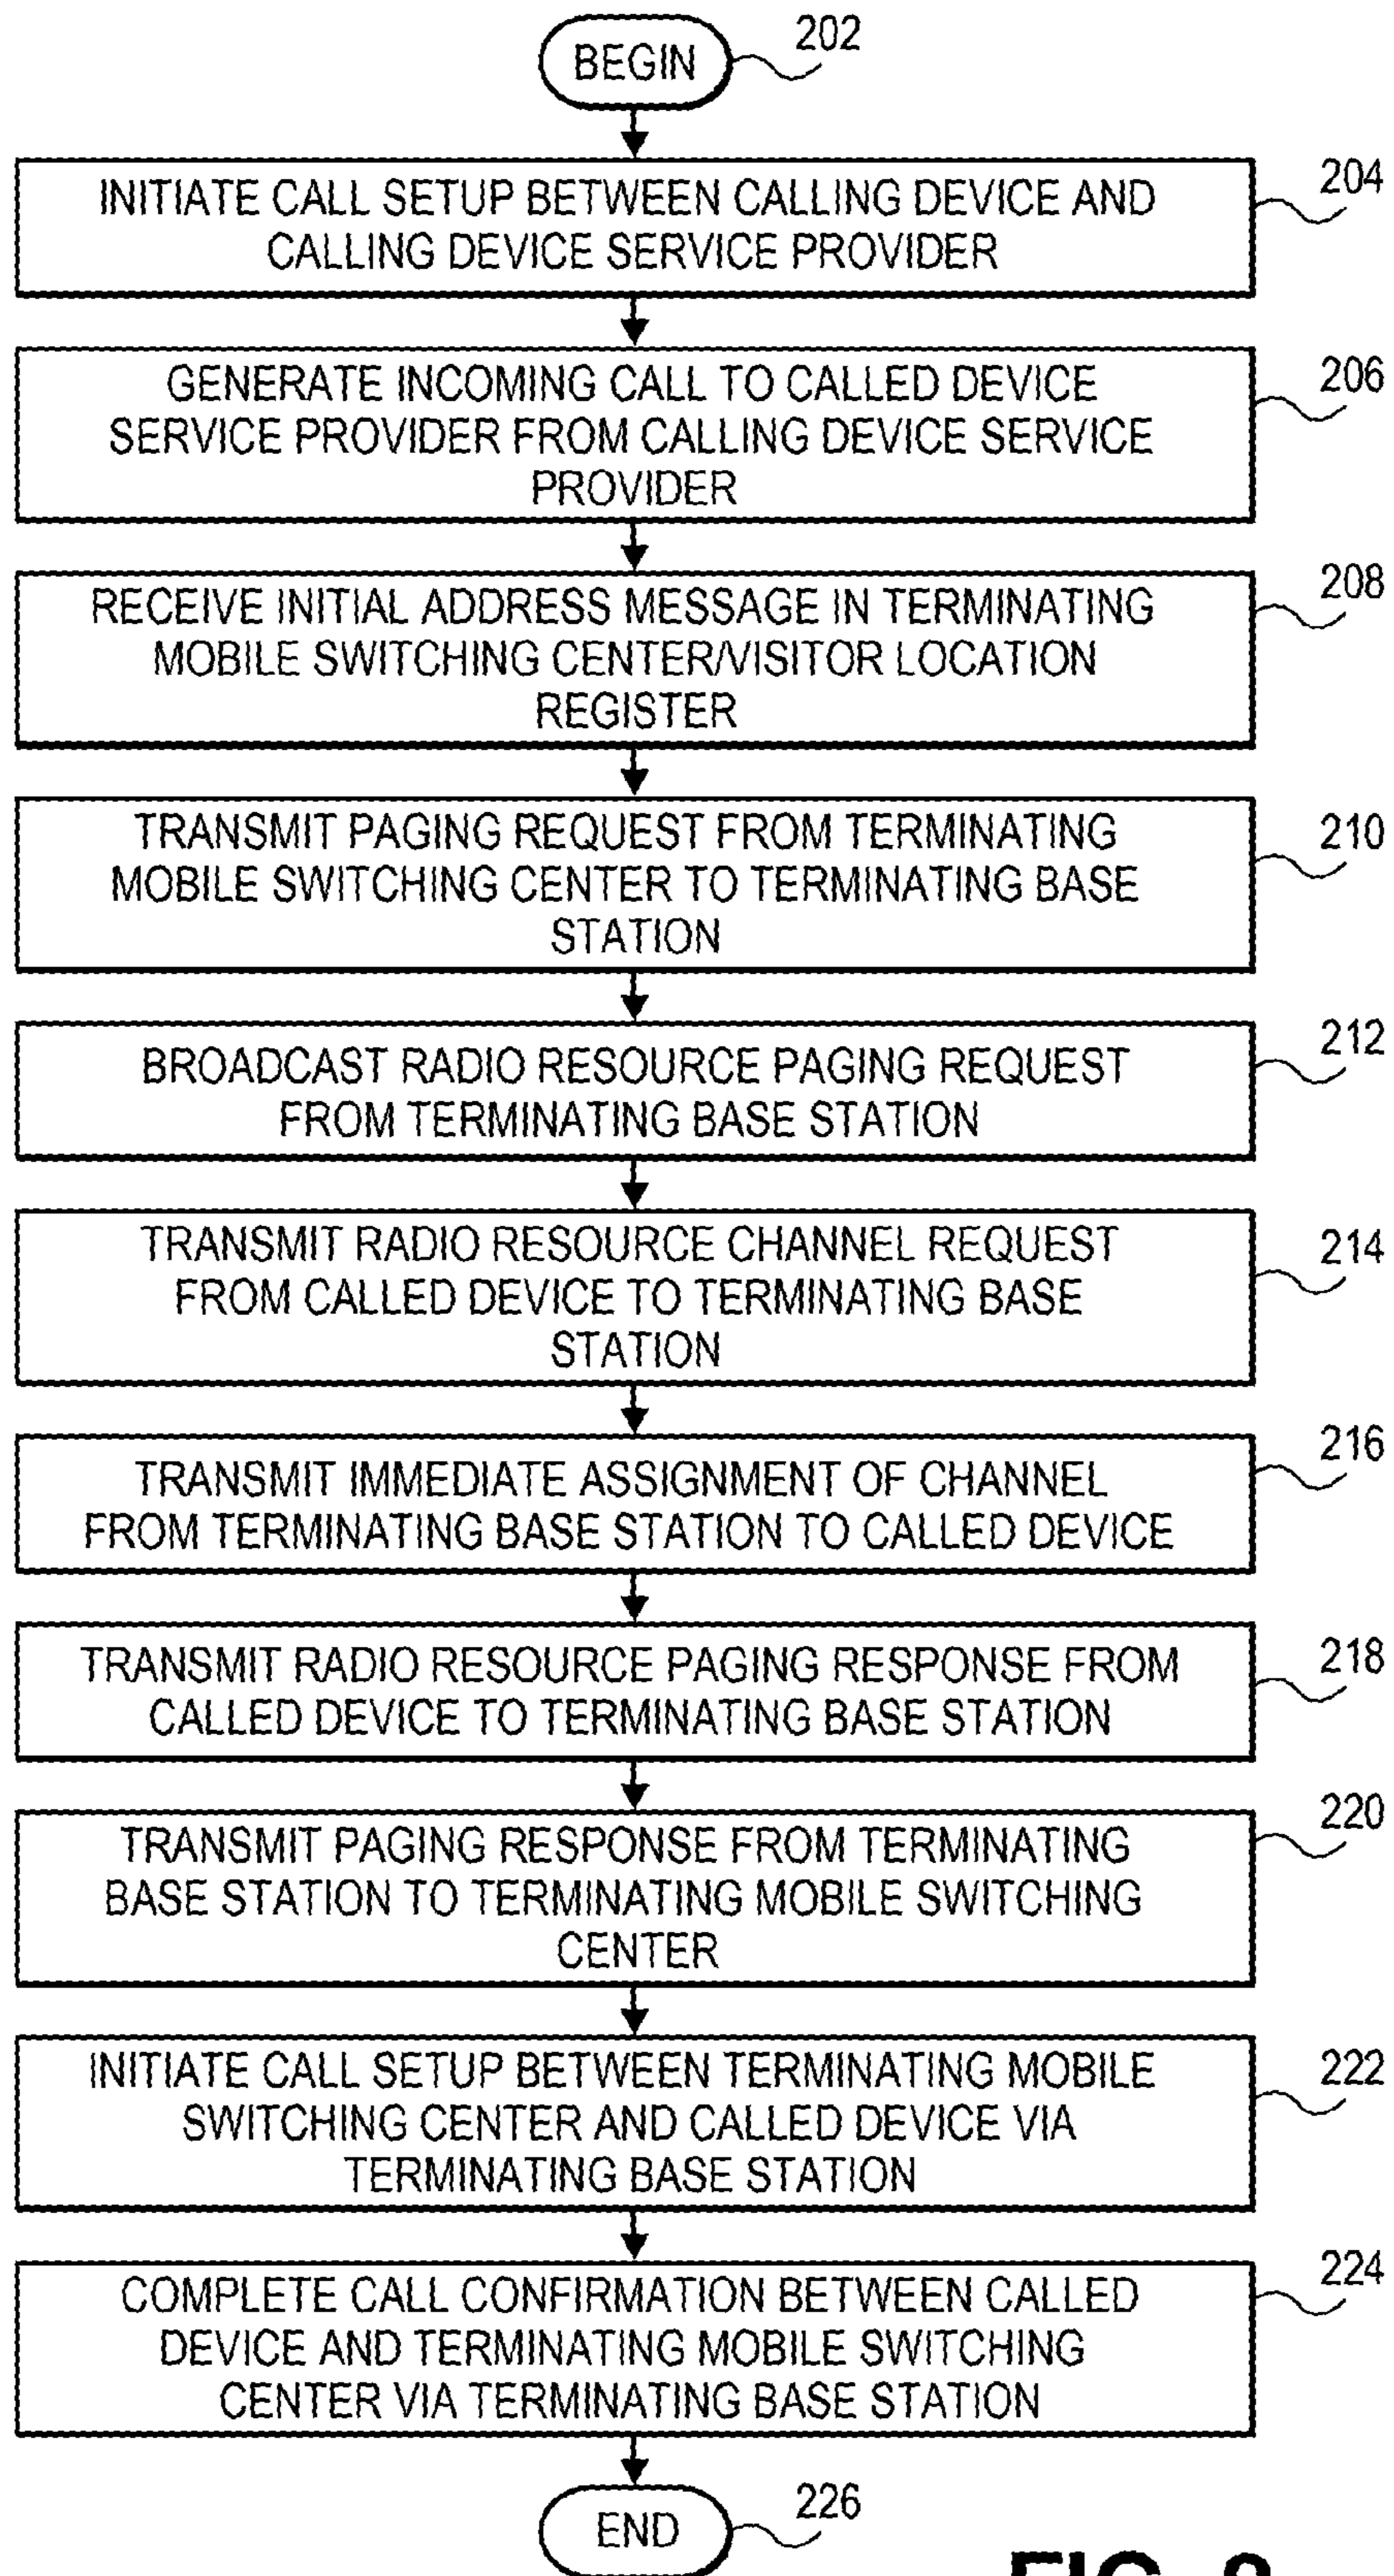 BEGIN
202
INITIATE CALL SETUP BETWEEN CALLING DEVICE AND
CALLING DEVICE SERVICE PROVIDER
204
GENERATE INCOMING CALL TO CALLED DEVICE
SERVICE PROVIDER FROM CALLING DEVICE SERVICE
PROVIDER
206
RECEIVE INITIAL ADDRESS MESSAGE IN TERMINATING
MOBILE SWITCHING CENTER/VISITOR LOCATION
REGISTER
208
TRANSMIT PAGING REQUEST FROM TERMINATING
MOBILE SWITCHING CENTER TO TERMINATING BASE
STATION
210
BROADCAST RADIO RESOURCE PAGING REQUEST
FROM TERMINATING BASE STATION
212
TRANSMIT RADIO RESOURCE CHANNEL REQUEST
FROM CALLED DEVICE TO TERMINATING BASE
STATION
214
TRANSMIT IMMEDIATE ASSIGNMENT OF CHANNEL
FROM TERMINATING BASE STATION TO CALLED DEVICE
216
TRANSMIT RADIO RESOURCE PAGING RESPONSE FROM
CALLED DEVICE TO TERMINATING BASE STATION
218
TRANSMIT PAGING RESPONSE FROM TERMINATING
BASE STATION TO TERMINATING MOBILE SWITCHING
CENTER
220
INITIATE CALL SETUP BETWEEN TERMINATING MOBILE
SWITCHING CENTER AND CALLED DEVICE VIA
TERMINATING BASE STATION
222
COMPLETE CALL CONFIRMATION BETWEEN CALLED
DEVICE AND TERMINATING MOBILE SWITCHING
CENTER VIA TERMINATING BASE STATION
224
END
226
FIG.